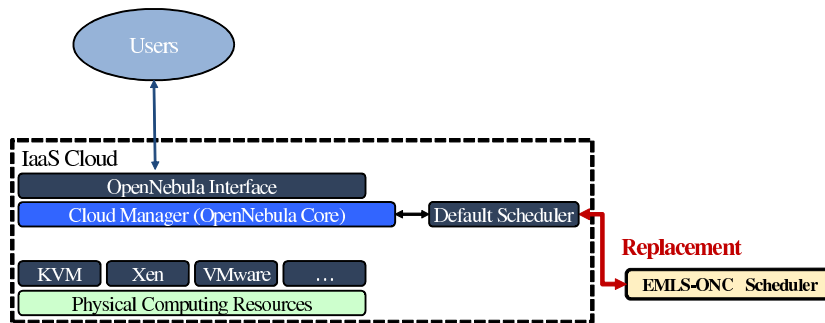 Users
IaaS Cloud
OpenNebula Interface
Cloud Manager (OpenNebula Core)
Default Scheduler
Replacement
KVM
Xen
VMware
...
EMLS-ONC Scheduler
Physical Computing Resources